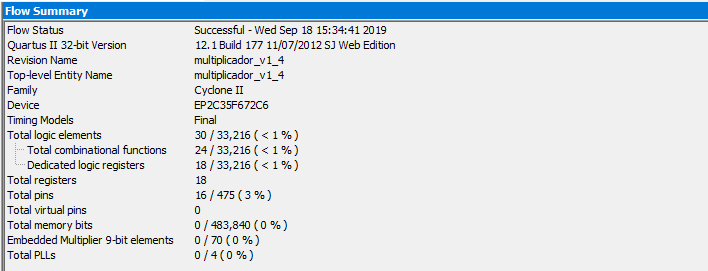 Flow Summary
Flow Status Successful - Wed Sep 18 15:34:41 2019
Quartus II 32-bit Version 12.1 Build 177 11/07/2012 SJ Web Edition
Revision Name multiplicador_v1_4
Top-level Entity Name multiplicador_v1_4
Family Cyclone II
Device EP2C35F672C6
Timing Models Final
Total logic elements 30 / 33,216 ( < 1 % )
Total combinational functions 24 / 33,216 ( < 1 % )
Dedicated logic registers 18 / 33,216 ( < 1 % )
Total registers 18
Total pins 16 / 475 ( 3 % )
Total virtual pins 0
Total memory bits 0 / 483,840 ( 0 % )
Embedded Multiplier 9-bit elements 0 / 70 ( 0 % )
Total PLLs 0 / 4 ( 0 % )